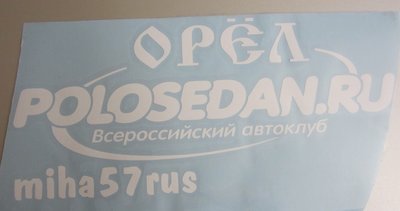 ОРЁЛ
POLOSEDAN.RU
Всероссийский автоклуб
miha57rus